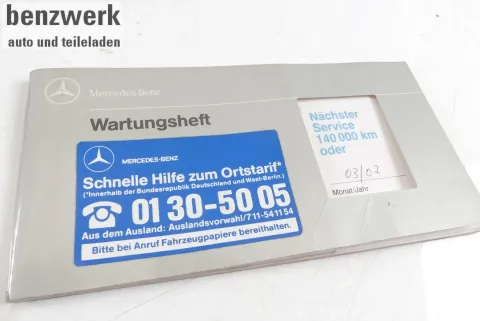 benzwerk
auto und teileladen
Mercedes-Benz
Wartungsheft
MERCEDES-BENZ
Schnelle Hilfe zum Ortstarif*
(*Innerhalb der Bundesrepublik Deutschland und West-Berlin.)
01 30-50 05
Aus dem Ausland: Auslandsvorwahl/7 11-54 11 54
Bitte bei Anruf Fahrzeugpapiere bereithalten.
Nächster
Service
140 000 km
oder
03/02
Monat/Jahr